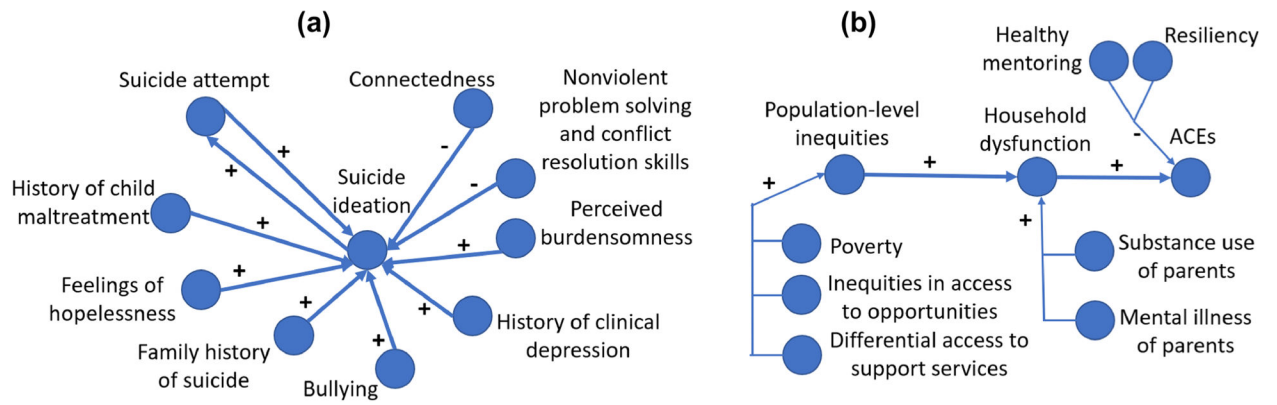 (a)
Suicide attempt
+
+
Connectedness
-
Nonviolent
problem solving
and conflict
resolution skills
-
Suicide
ideation
History of child
maltreatment
+
Perceived
burdensomness
+
Feelings of
hopelessness
+
Family history
of suicide
+
Bullying
+
History of clinical
depression
+
(b)
Healthy
mentoring
Resiliency
-
Population-level
inequities
+
Household
dysfunction
+
ACEs
+
Poverty
Inequities in access
to opportunities
Differential access to
support services
+
Substance use
of parents
Mental illness
of parents